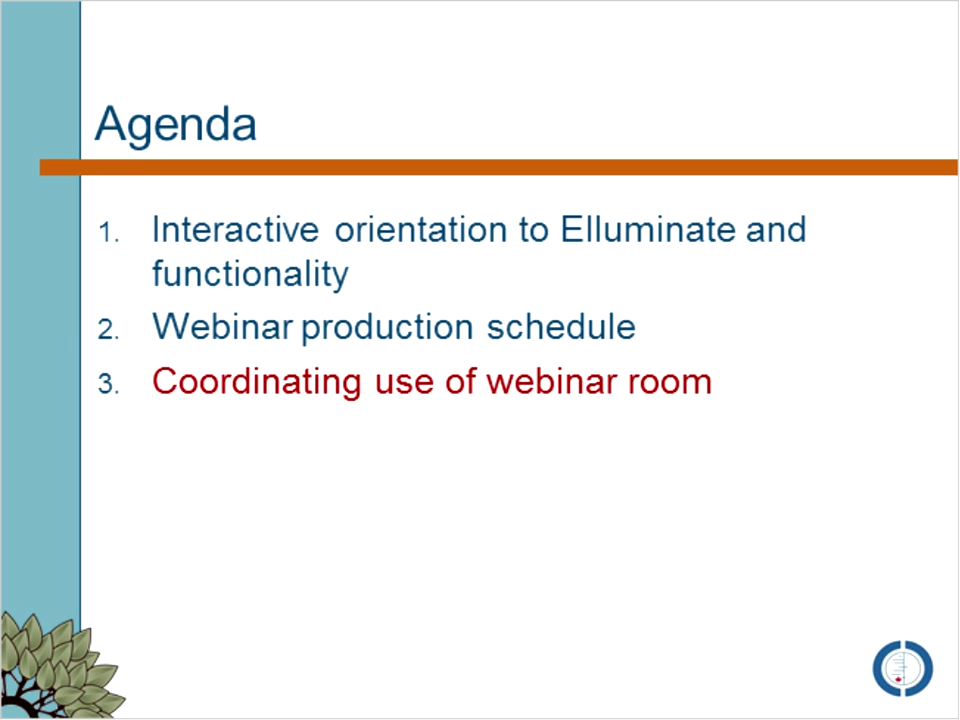 Agenda
1. Interactive orientation to Elluminate and
functionality
2. Webinar production schedule
3. Coordinating use of webinar room